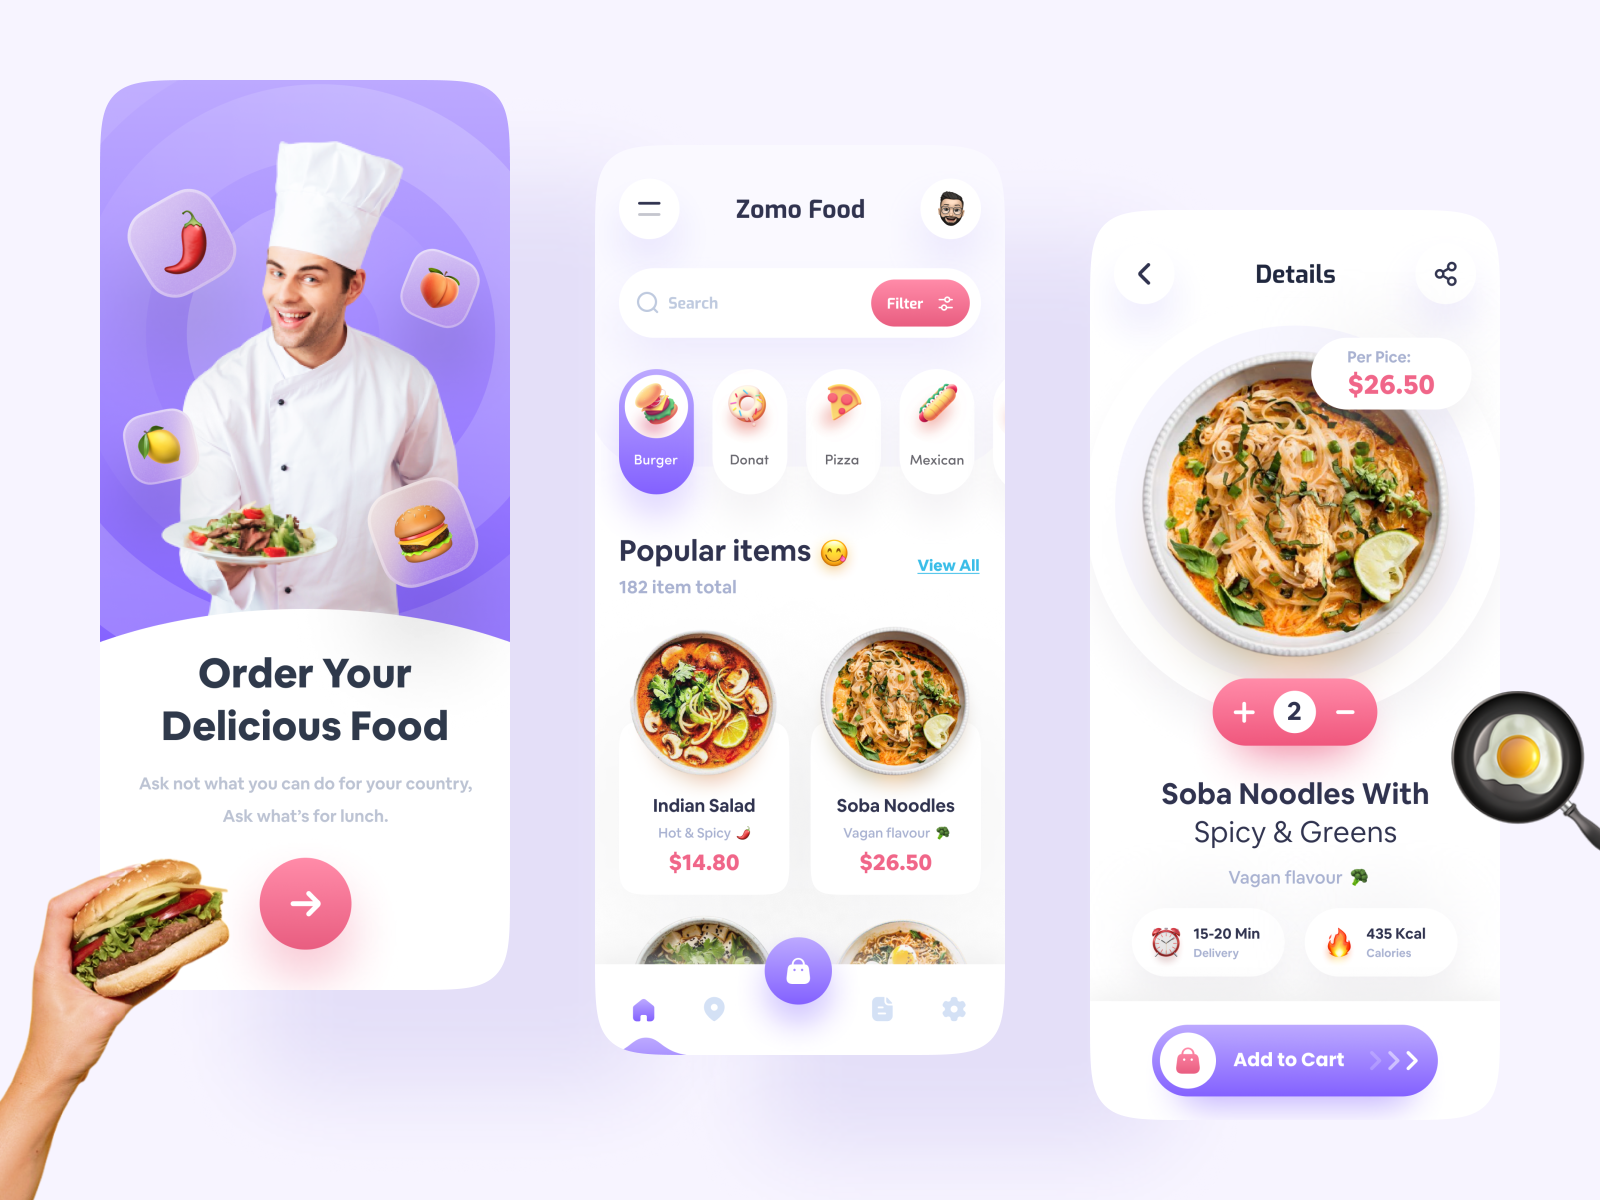 Order Your
Delicious Food
Ask not what you can do for your country,
Ask what's for lunch.
Zomo Food
Search
Filter
Burger
Donat
Pizza
Mexican
Popular items
182 item total
View All
Indian Salad
Hot & Spicy
$14.80
Soba Noodles
Vagan flavour
$26.50
Details
Per Pice:
$26.50
2
Soba Noodles With
Spicy & Greens
Vagan flavour
15-20 Min
Delivery
435 Kcal
Calories
Add to Cart